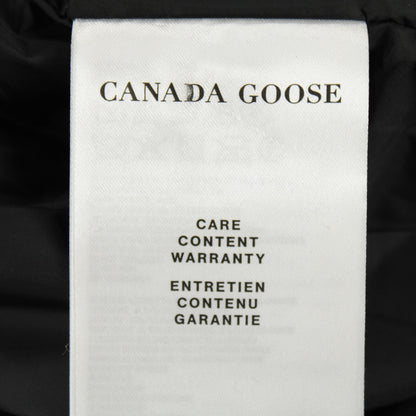 CANADA GOOSE
CARE
CONTENT
WARRANTY
ENTRETIEN
CONTENU
GARANTIE